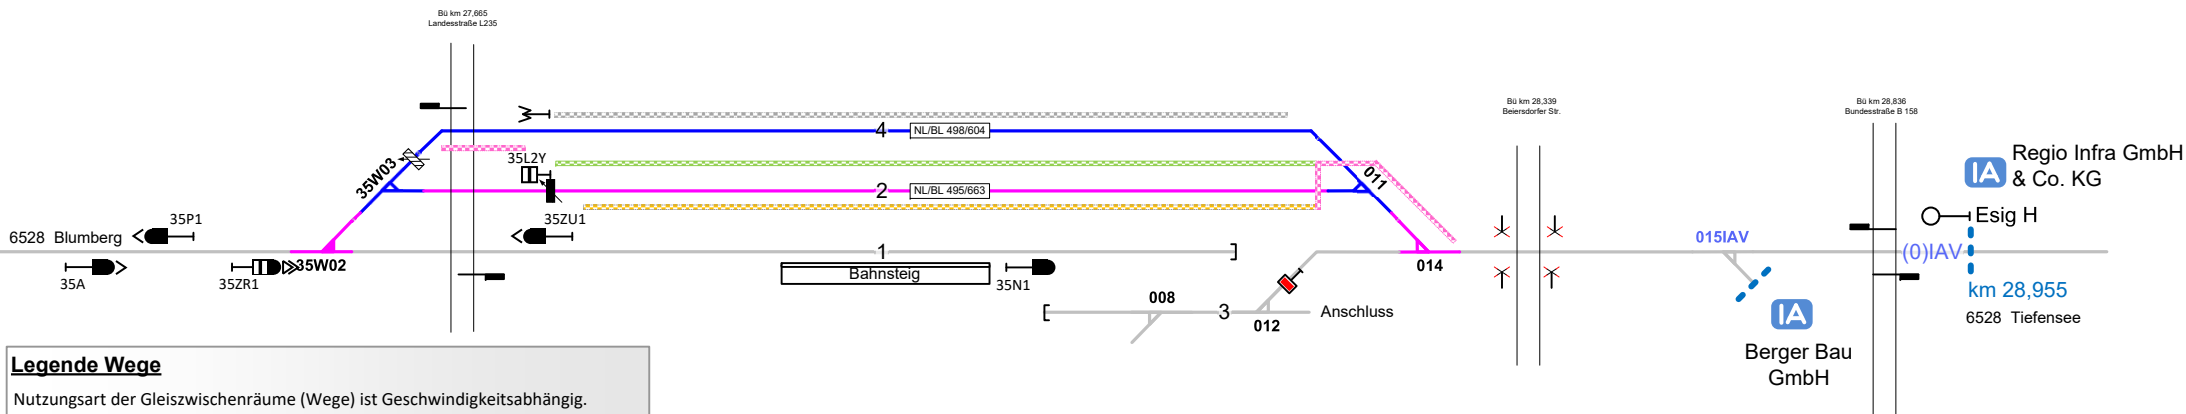 Bü km 27,665
Landesstraße L235
Bü km 28,339
Beiersdorfer Str.
Bü km 28,836
Bundesstraße B 158
4
NL/BL 498/604
35W03
35L2Y
2
NL/BL 495/663
011
IA
Regio Infra GmbH
& Co. KG
35P1
35ZU1
Esig H
6528 Blumberg
1
015IAV
(0)IAV
35W02
35A
35ZR1
Bahnsteig
35N1
014
km 28,955
6528 Tiefensee
008
3
012
Anschluss
IA
Berger Bau
GmbH
Legende Wege
Nutzungsart der Gleiszwischenräume (Wege) ist Geschwindigkeitsabhängig.